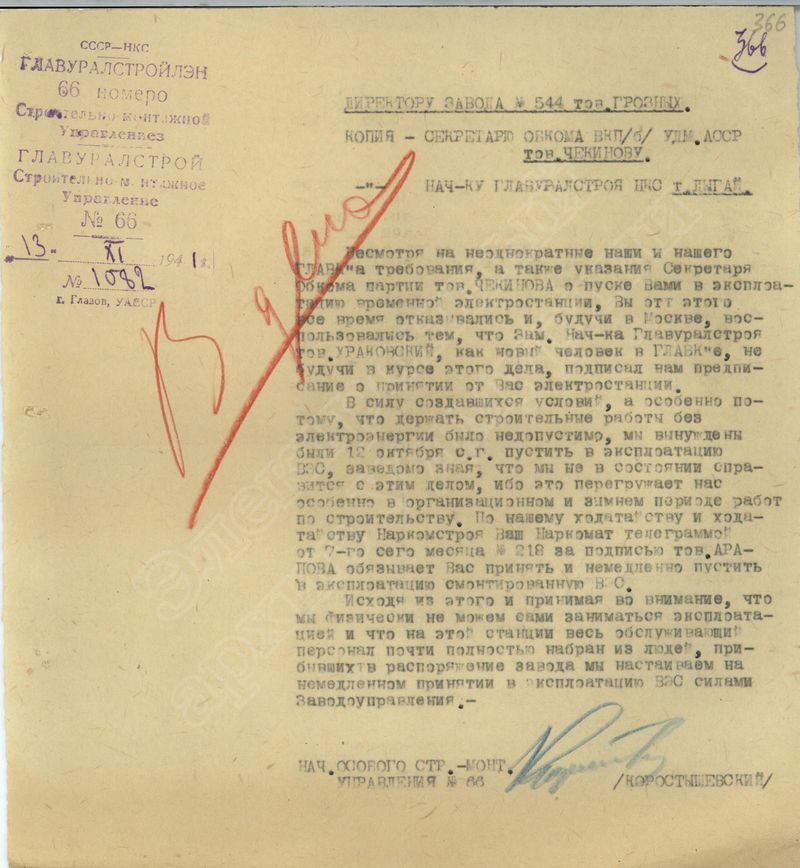 366
366
СССР—НКС
ГЛАВУРАЛСТРОЙЛЭН
66 номеро
Строительно монтажной
Управлениез
ГЛАВУРАЛСТРОЙ
Строительно-монтажное
Управление
№ 66
"13" XI 1941 г.
№ 1082
г. Глазов, УАССР
ДИРЕКТОРУ ЗАВОДА № 544 тов.ГРОЗНЫХ.
КОПИЯ - СЕКРЕТАРЮ ОБКОМА ВКП/б/ УДМ.АССР
тов.ЧЕКИНОВУ.
-"- НАЧ-КУ ГЛАВУРАЛСТРОЯ НКС т.ЛЫГАЙ.
Несмотря на неоднократные наши и нашего
ГЛАВК"а требования, а также указания Секретаря
Обкома партии тов.ЧЕКИНОВА о пуске Вами в эксплоа-
тацию временной электростанции, Вы отт этого
все время отказывались и, будучи в Москве, вос-
пользовались тем, что Зам. Нач-ка Главуралстроя
тов.УРАКОВСКИЙ, как новый человек в ГЛАВК"е, не
будучи в курсе этого дела, подписал нам предпи-
сание о принятии от Вас электростанции.
В силу создавшихся условий, а особенно по-
тому, что держать строительные работы без
электроэнергии было недопустимо, мы вынуждены
были 12 октября с.г. пустить в эксплоатацию
ВЭС, заведомо зная, что мы не в состоянии спра-
вится с этим делом, ибо это перегружает нас
особенно в организационном и зимнем периоде работ
по строительству. По нашему ходатайству и хода-
тайству Наркомстроя Ваш Наркомат телеграммой
от 7-го сего месяца № 218 за подписью тов.АРА-
ПОВА обязывает Вас принять и немедленно пустить
в эксплоатацию смонтированную ВЭС.
Исходя из этого и принимая во внимание, что
мы физически не можем сами заниматься эксплоата-
цией и что на этой станции весь обслуживающий
персонал почти полностью набран из людей, при-
бывших в распоряжение завода мы настаиваем на
немедленном принятии в эксплоатацию ВЭС силами
Заводоуправления.-
НАЧ.ОСОБОГО СТР.-МОНТ.
УПРАВЛЕНИЯ № 66 /КОРОСТЫШЕВСКИЙ/